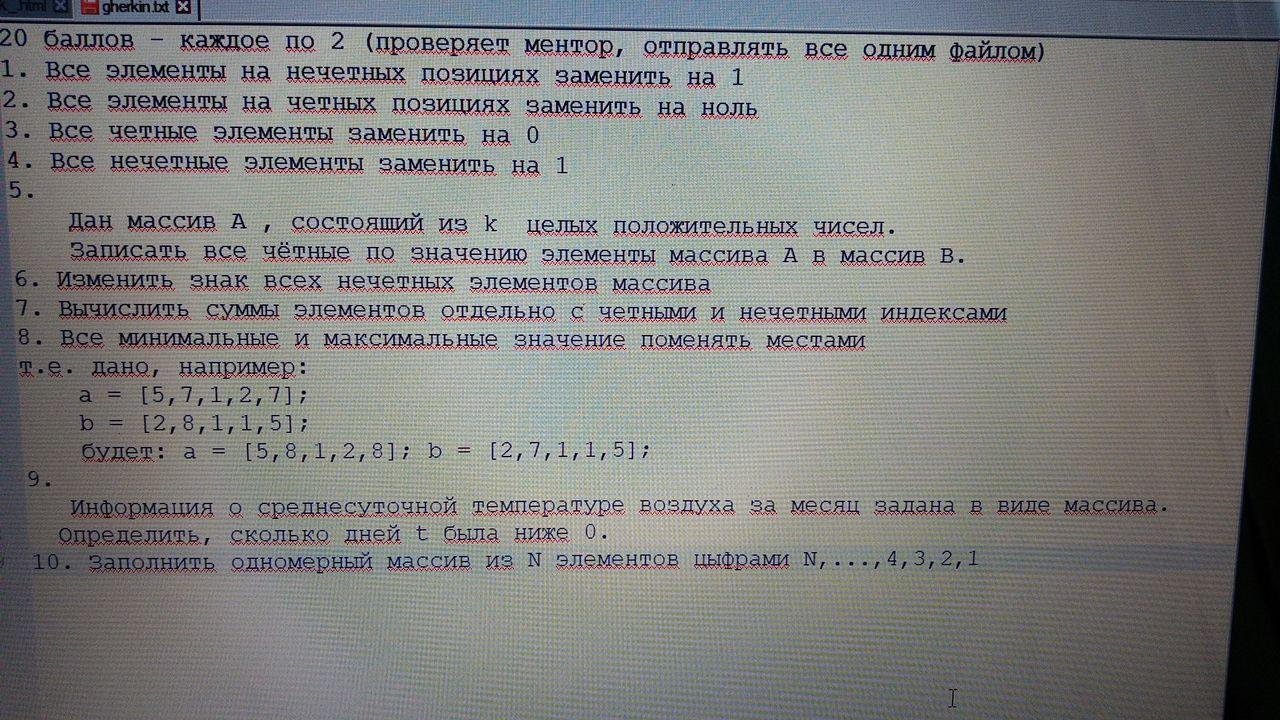 gherkin.txt
20 баллов - каждое по 2 (проверяет ментор, отправлять все одним файлом)
1. Все элементы на нечетных позициях заменить на 1
2. Все элементы на четных позициях заменить на ноль
3. Все четные элементы заменить на 0
4. Все нечетные элементы заменить на 1
5.
Дан массив A , состоящий из k целых положительных чисел.
Записать все чётные по значению элементы массива A в массив B.
6. Изменить знак всех нечетных элементов массива
7. Вычислить суммы элементов отдельно с четными и нечетными индексами
8. Все минимальные и максимальные значение поменять местами
т.е. дано, например:
a = [5,7,1,2,7];
b = [2,8,1,1,5];
будет: a = [5,8,1,2,8]; b = [2,7,1,1,5];
9.
Информация о среднесуточной температуре воздуха за месяц задана в виде массива.
Определить, сколько дней t была ниже 0.
10. Заполнить одномерный массив из N элементов цыфрами N,...,4,3,2,1